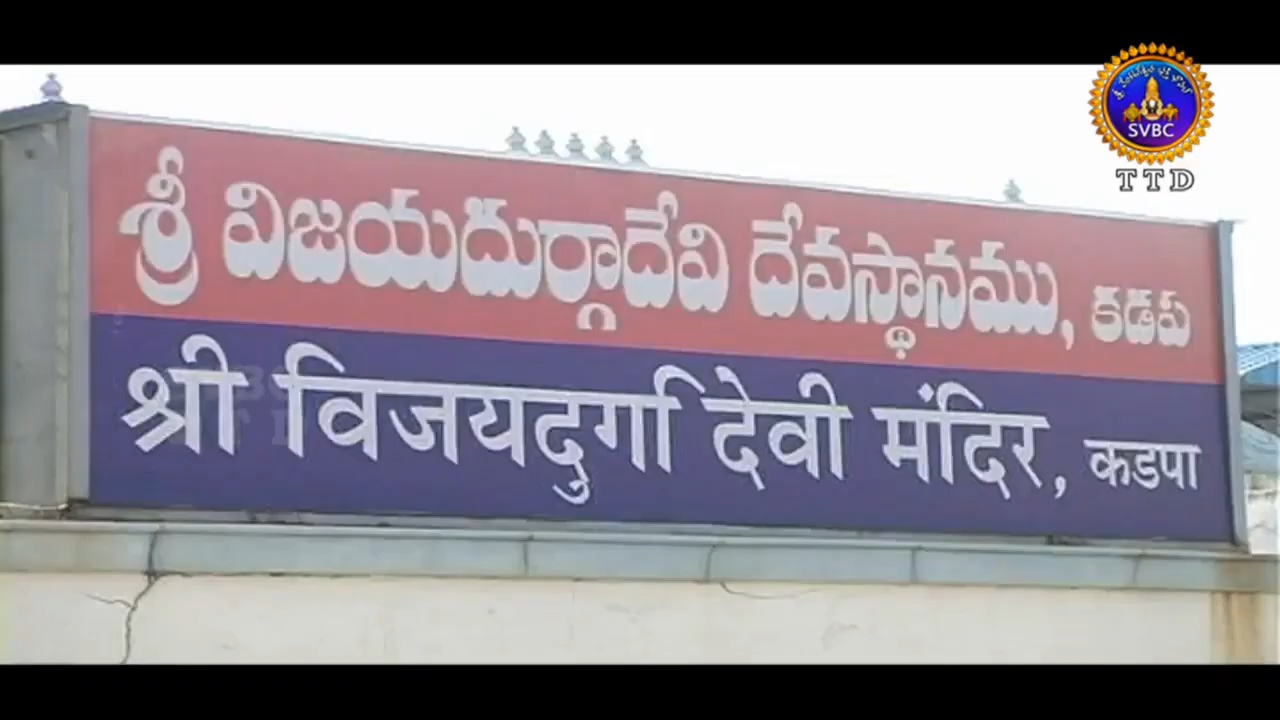 శ్రీ విజయదుర్గాదేవి దేవస్థానము, కడప
श्री विजयदुर्गा देवी मंदिर, कडपा
SVBC
TTD